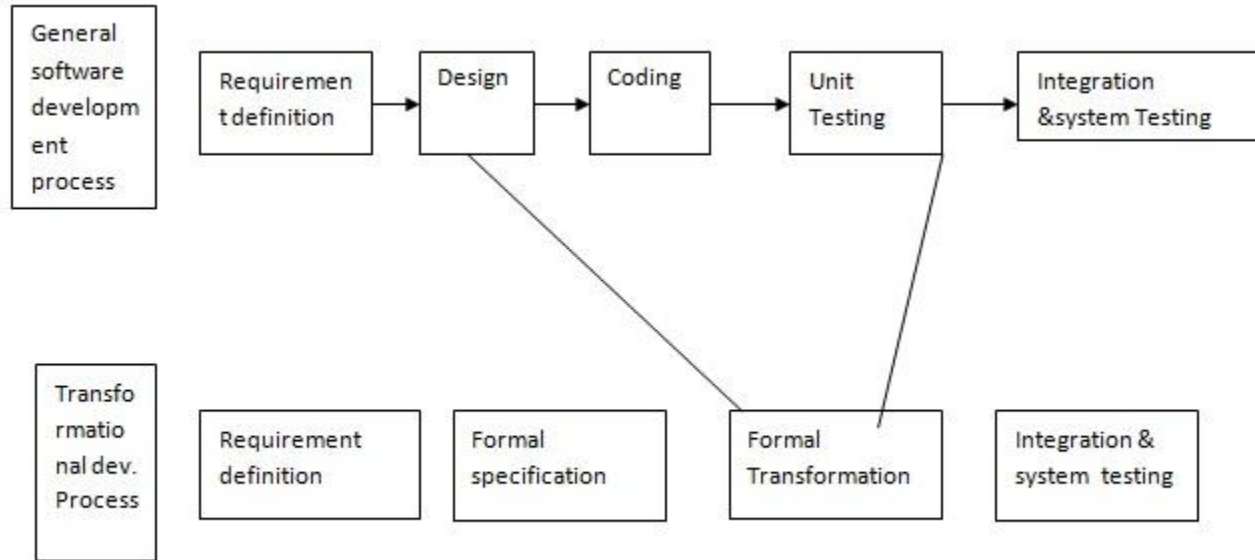 General
software
developm
ent
process
Requiremen
t definition
Design
Coding
Unit
Testing
Integration
&system Testing
Transfo
rmatio
nal dev.
Process
Requirement
definition
Formal
specification
Formal
Transformation
Integration &
system testing